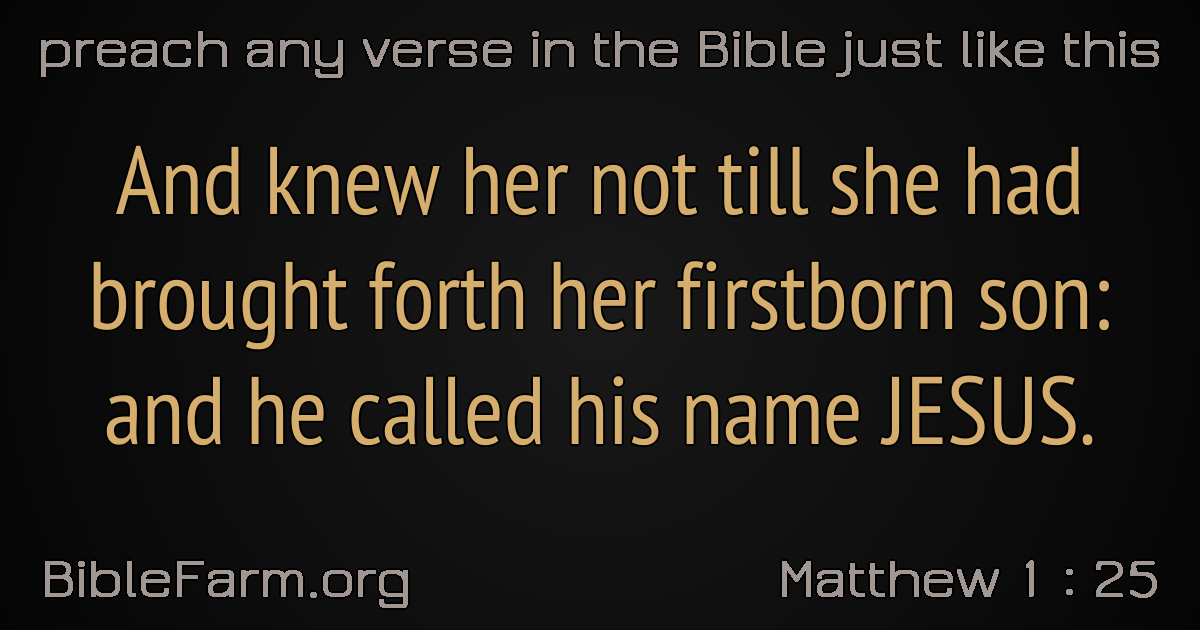 preach any verse in the Bible just like this
And knew her not till she had
brought forth her firstborn son:
and he called his name JESUS.
BibleFarm.org
Matthew 1 : 25